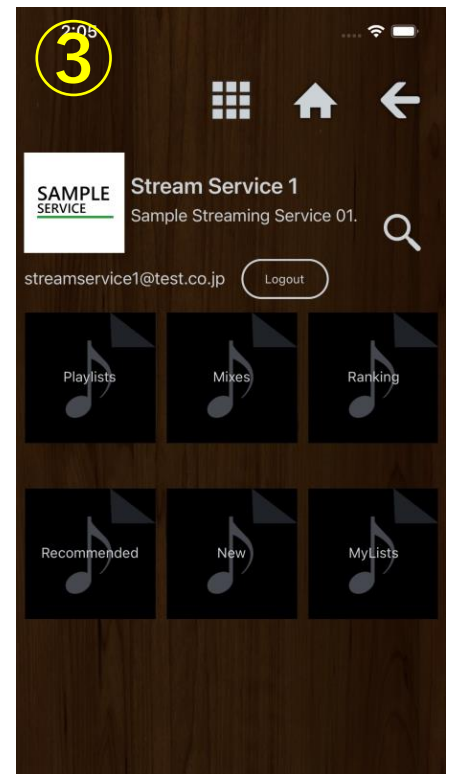 ③
2:05
SAMPLE
SERVICE
Stream Service 1
Sample Streaming Service 01.
streamservice1@test.co.jp Logout
Playlists Mixes Ranking
Recommended New MyLists